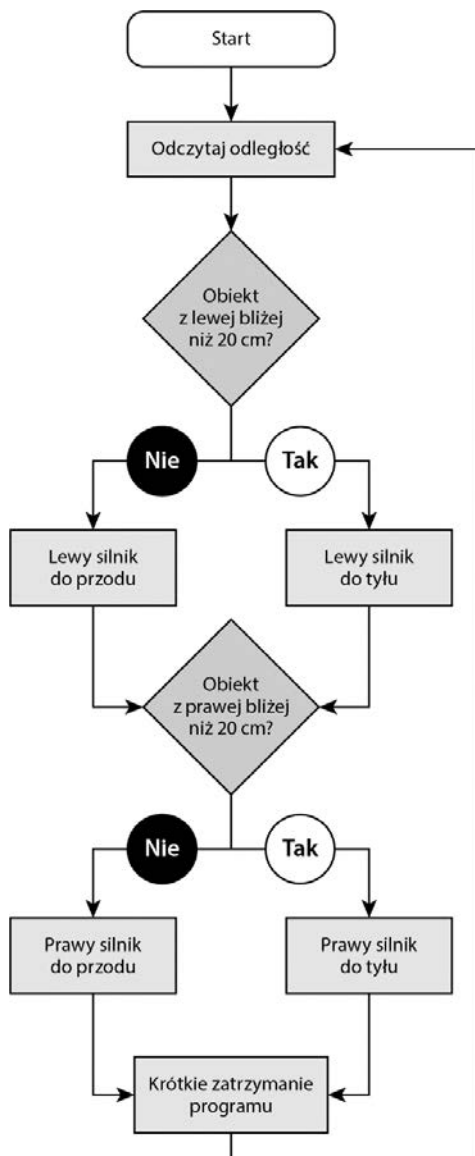 Start
Odczytaj odległość
Obiekt
z lewej bliżej
niż 20 cm?
Nie
Tak
Lewy silnik
do przodu
Lewy silnik
do tyłu
Obiekt
z prawej bliżej
niż 20 cm?
Nie
Tak
Prawy silnik
do przodu
Prawy silnik
do tyłu
Krótkie zatrzymanie
programu